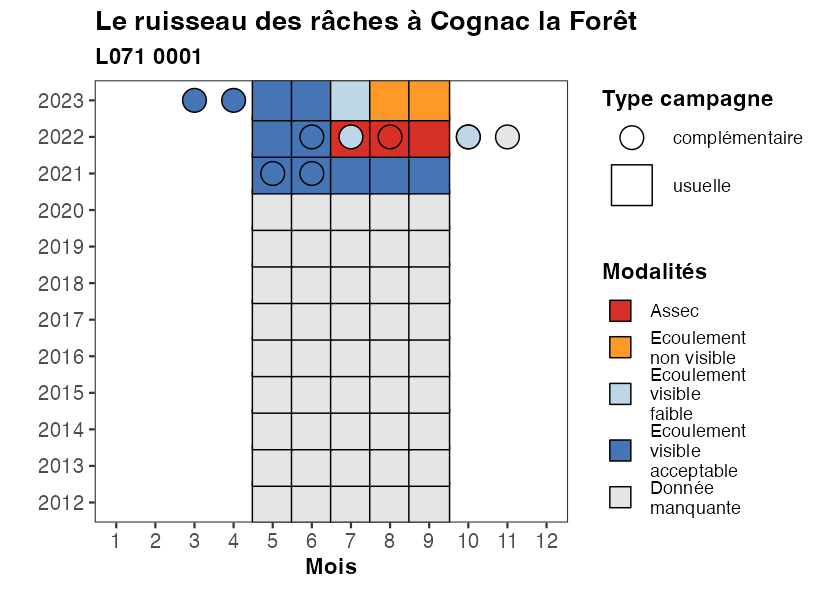 Le ruisseau des râches à Cognac la Forêt
L071 0001
2023
2022
2021
2020
2019
2018
2017
2016
2015
2014
2013
2012
1 2 3 4 5 6 7 8 9 10 11 12
Mois
Type campagne
complémentaire
usuelle
Modalités
Assec
Ecoulement
non visible
Ecoulement
visible
faible
Ecoulement
visible
acceptable
Donnée
manquante